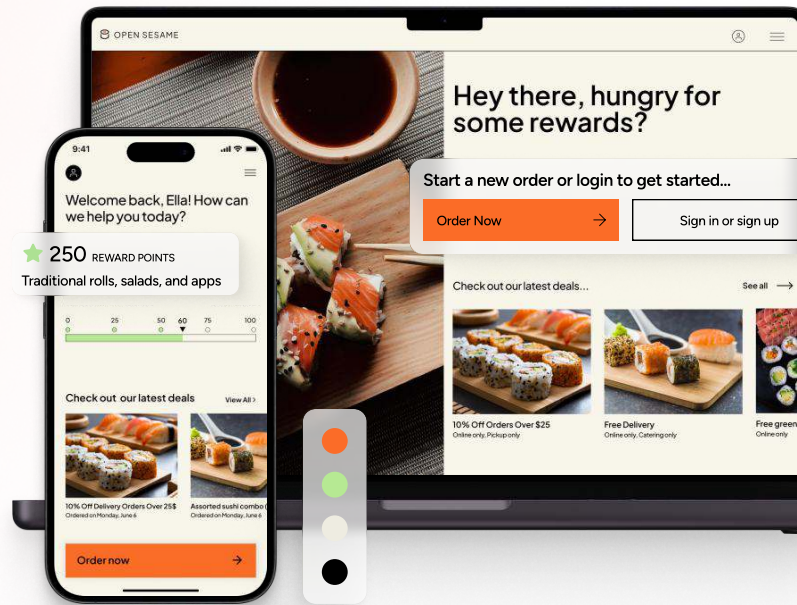 OPEN SESAME
Hey there, hungry for
some rewards?
Start a new order or login to get started...
Order Now
Sign in or sign up
Check out our latest deals...
See all
10% Off Orders Over $25
Online only, Pickup only
Free Delivery
Online only, Catering only
Free green
Online only
9:41
Welcome back, Ella! How can
we help you today?
250 REWARD POINTS
Traditional rolls, salads, and apps
0 25 50 60 75 100
Check out our latest deals
View All >
10% Off Delivery Orders Over 25$
Ordered on Monday, June 6
Assorted sushi combo (
Ordered on Monday, June 6
Order now